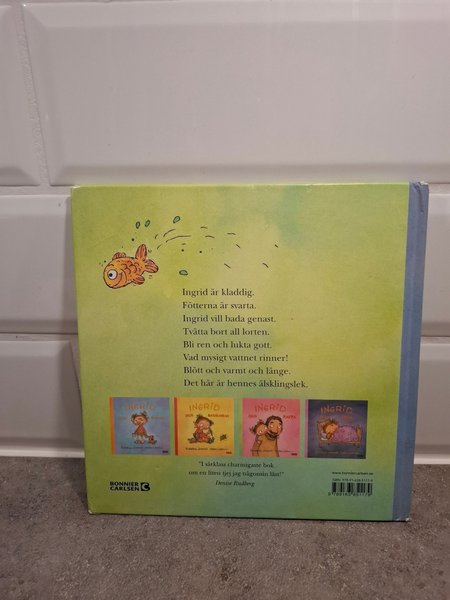 Ingrid är kladdig.
Fötterna är svarta.
Ingrid vill bada genast.
Tvätta bort all lorten.
Bli ren och lukta gott.
Vad mysigt vattnet rinner!
Blött och varmt och länge.
Det här är hennes älsklingslek.
INGRID
INGRID
INGRID
INGRID
"I världens charmigaste bok
om en liten tjej jag någonsin läst!"
Denise Rudberg
BONNIER
CARLSEN
www.bonniercarlsen.se